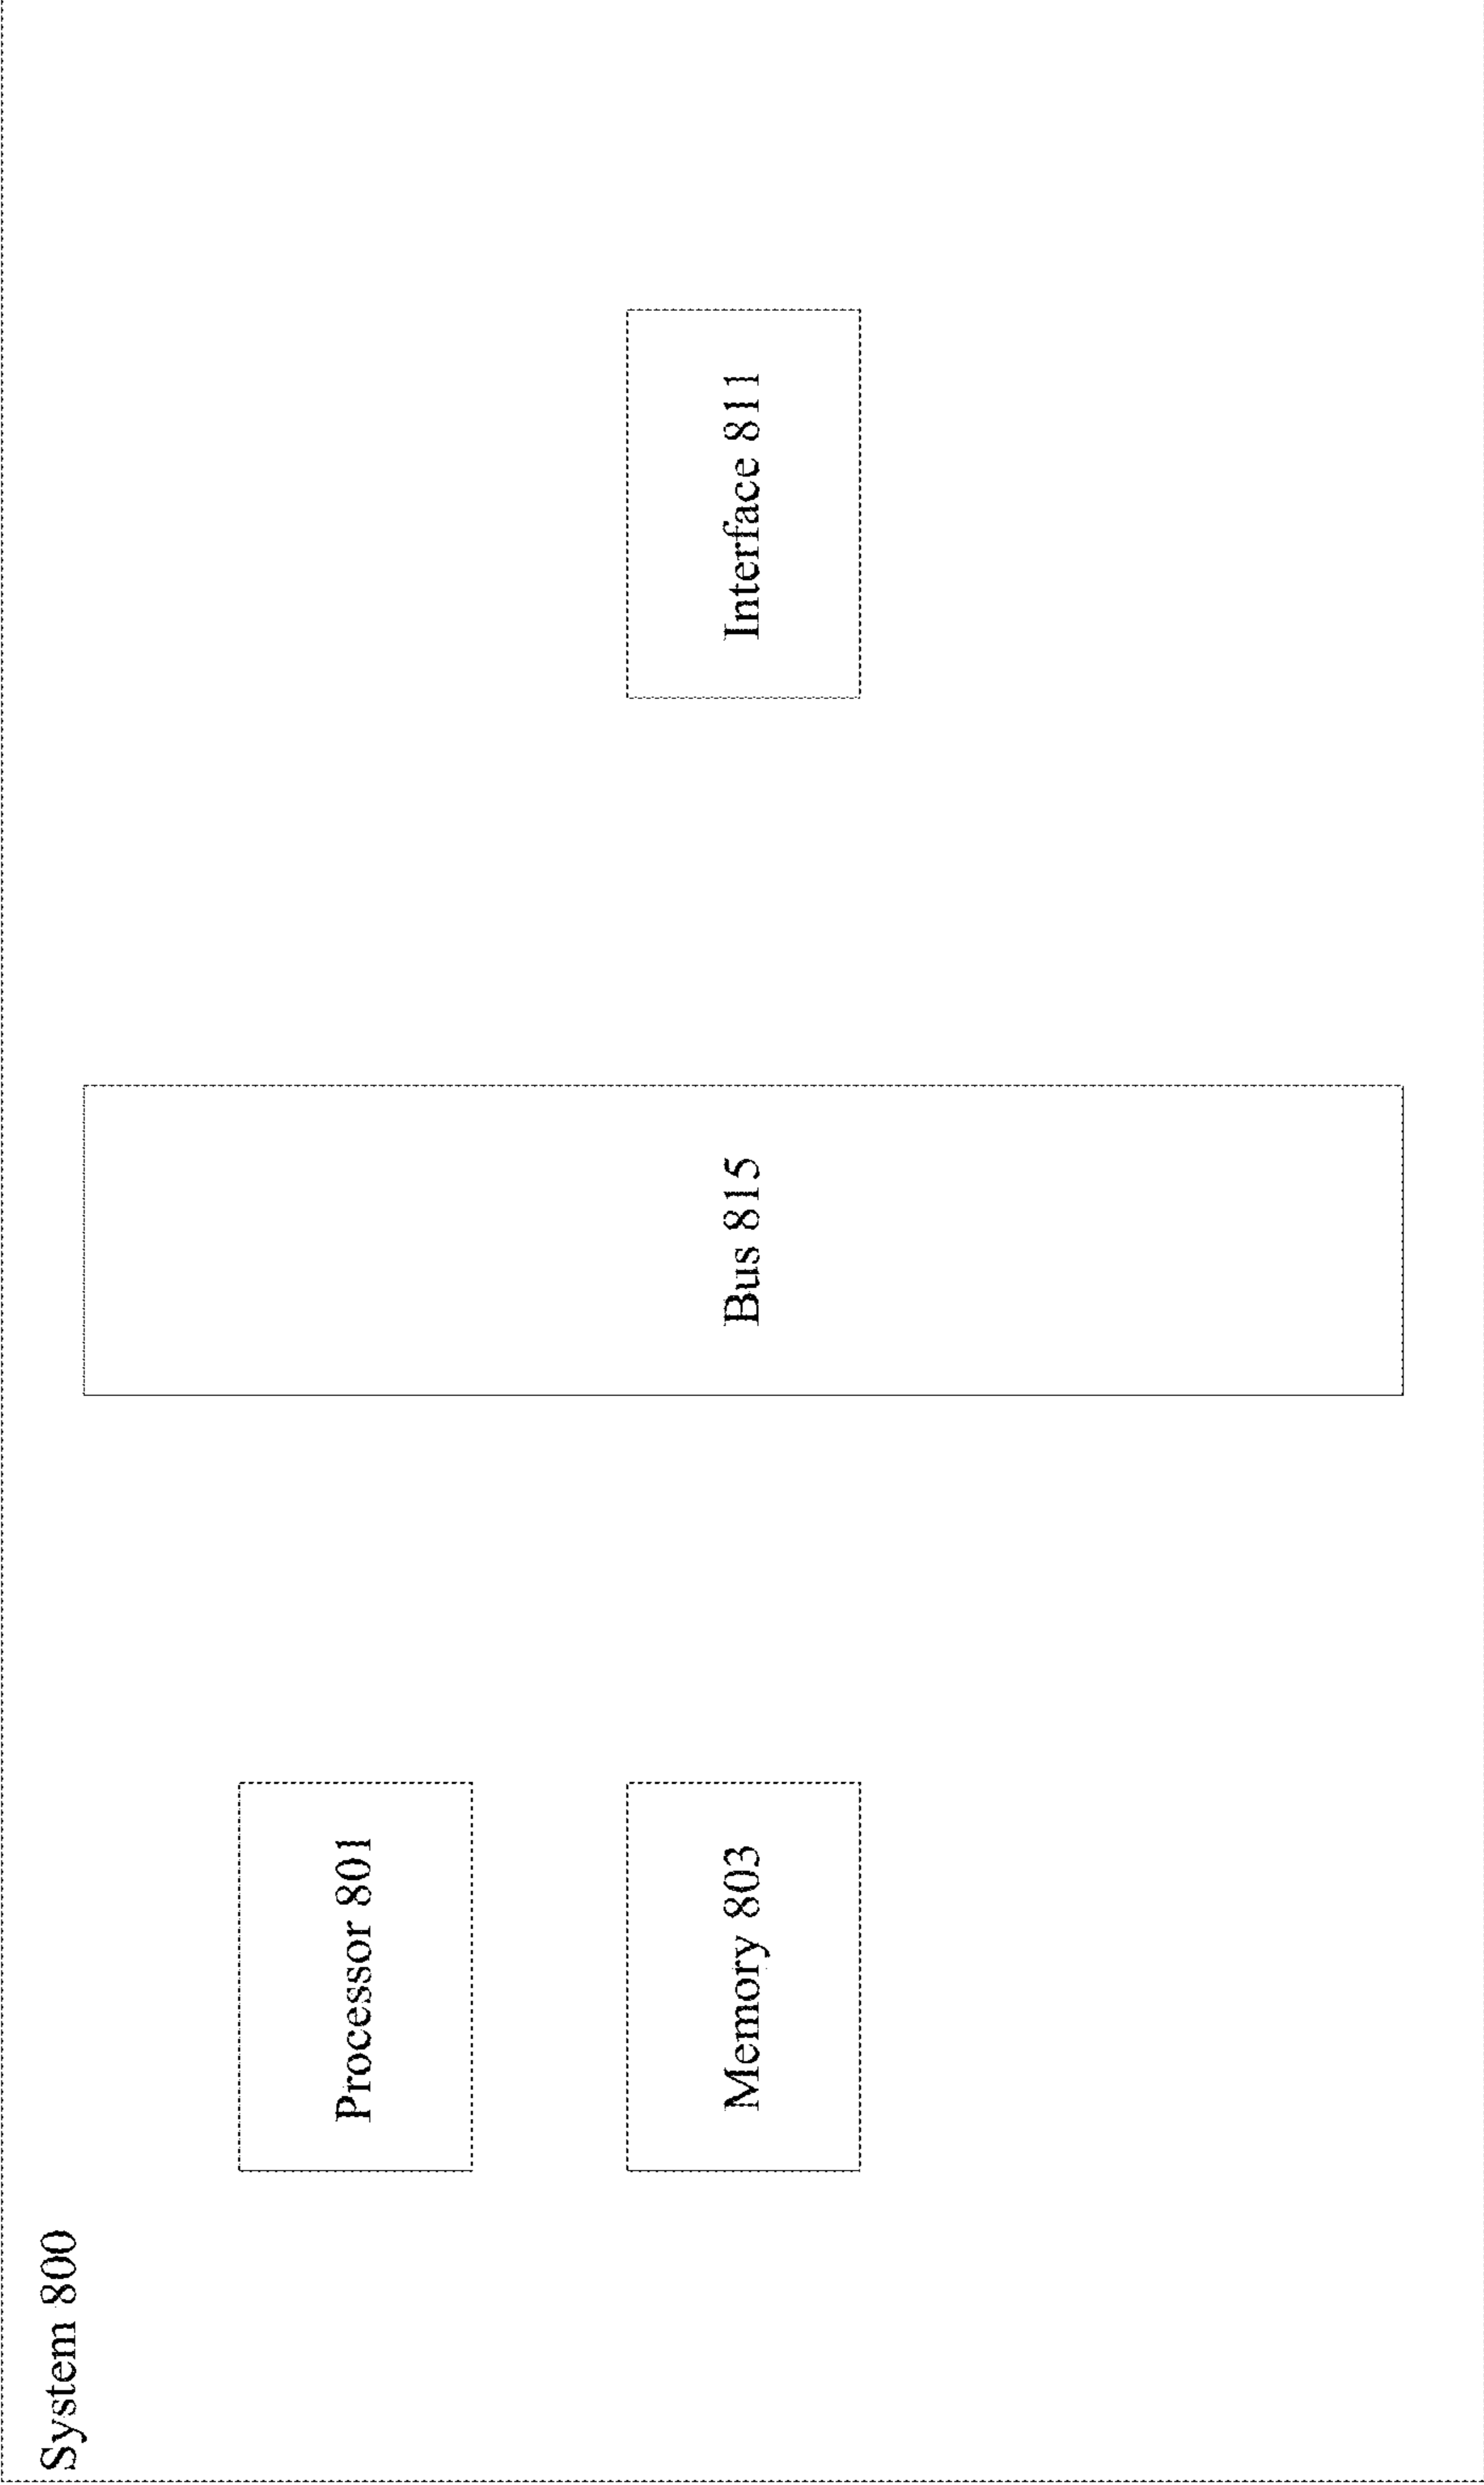 System 800
Processor 801
Memory 803
Bus 815
Interface 811